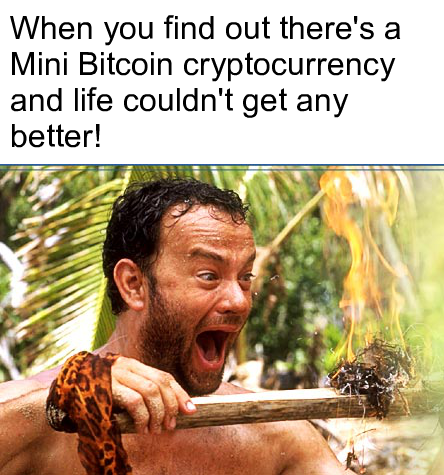 When you find out there's a
Mini Bitcoin cryptocurrency
and life couldn't get any
better!